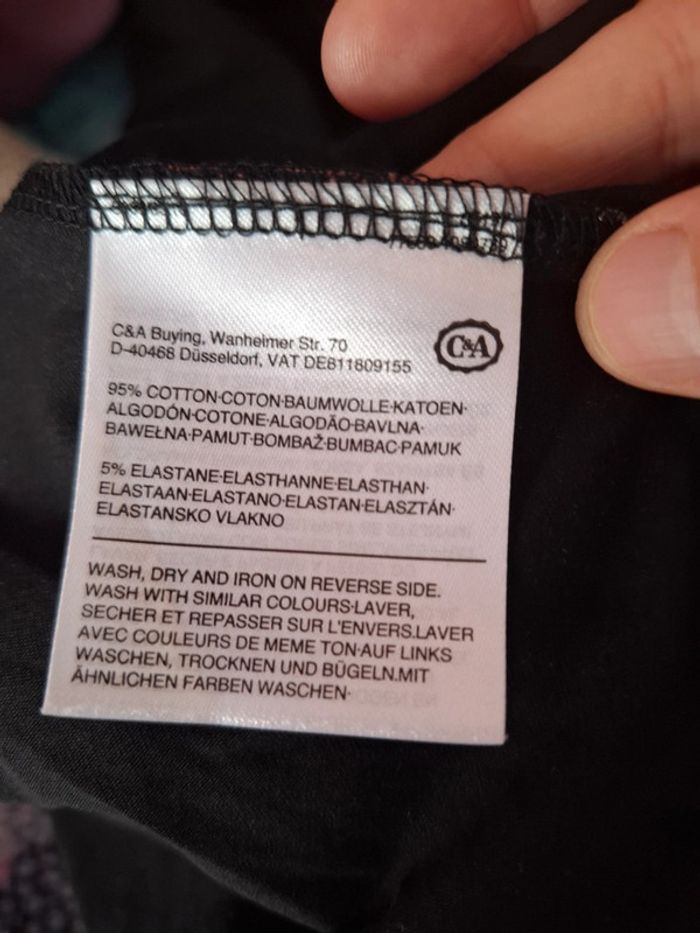 C&A Buying, Wanheimer Str. 70
D-40468 Düsseldorf, VAT DE811809155
C&A
95% COTTON·COTON·BAUMWOLLE·KATOEN·
ALGODÓN·COTONE·ALGODÃO·BAVLNA·
BAWEŁNA·PAMUT·BOMBAŽ·BUMBAC·PAMUK
5% ELASTANE·ELASTHANNE·ELASTHAN·
ELASTAAN·ELASTANO·ELASTAN·ELASZTÁN·
ELASTANSKO VLAKNO
WASH, DRY AND IRON ON REVERSE SIDE.
WASH WITH SIMILAR COLOURS·LAVER,
SECHER ET REPASSER SUR L'ENVERS.LAVER
AVEC COULEURS DE MEME TON·AUF LINKS
WASCHEN, TROCKNEN UND BÜGELN.MIT
ÄHNLICHEN FARBEN WASCHEN·